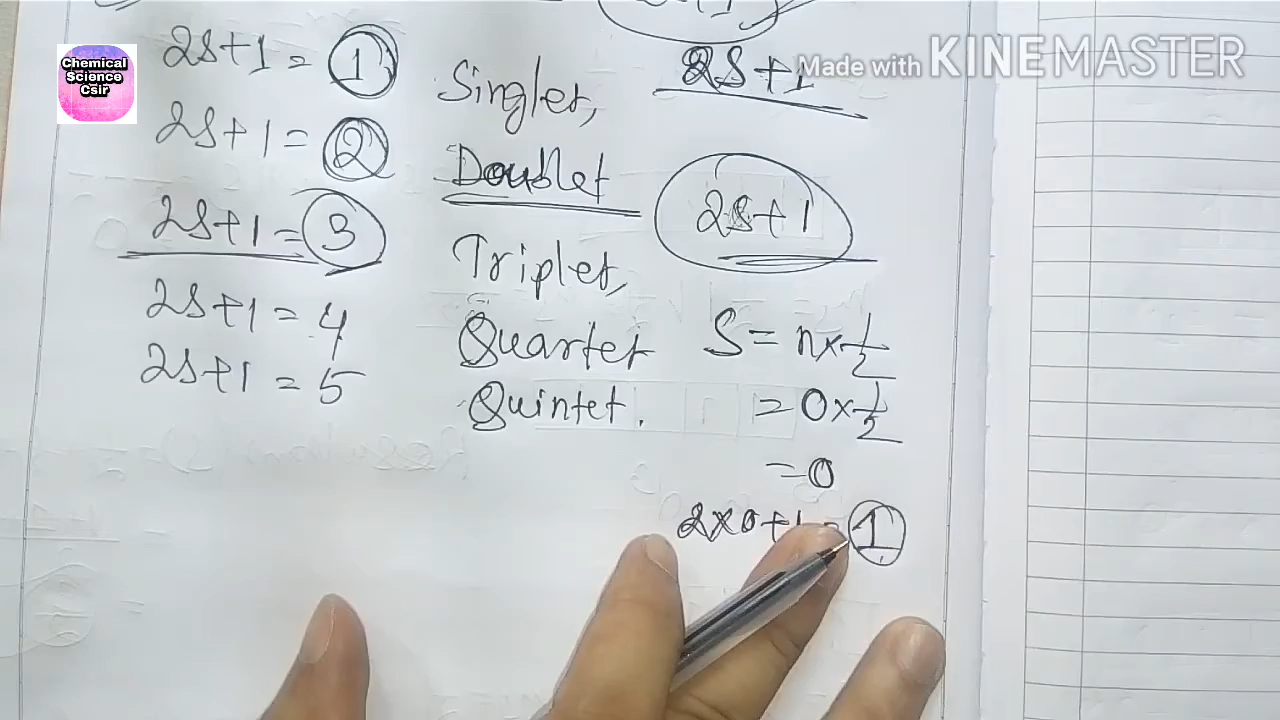 Chemical
Science
Csir
Made with KINEMASTER
2S+1 = 1
2S+1 = 2
2S+1 = 3
2S+1 = 4
2S+1 = 5
Singlet,
Doublet
Triplet,
Quartet
Quintet.
2S+1
2S+1
S = n×1/2
= 0×1/2
= 0
2×0+1 = 1